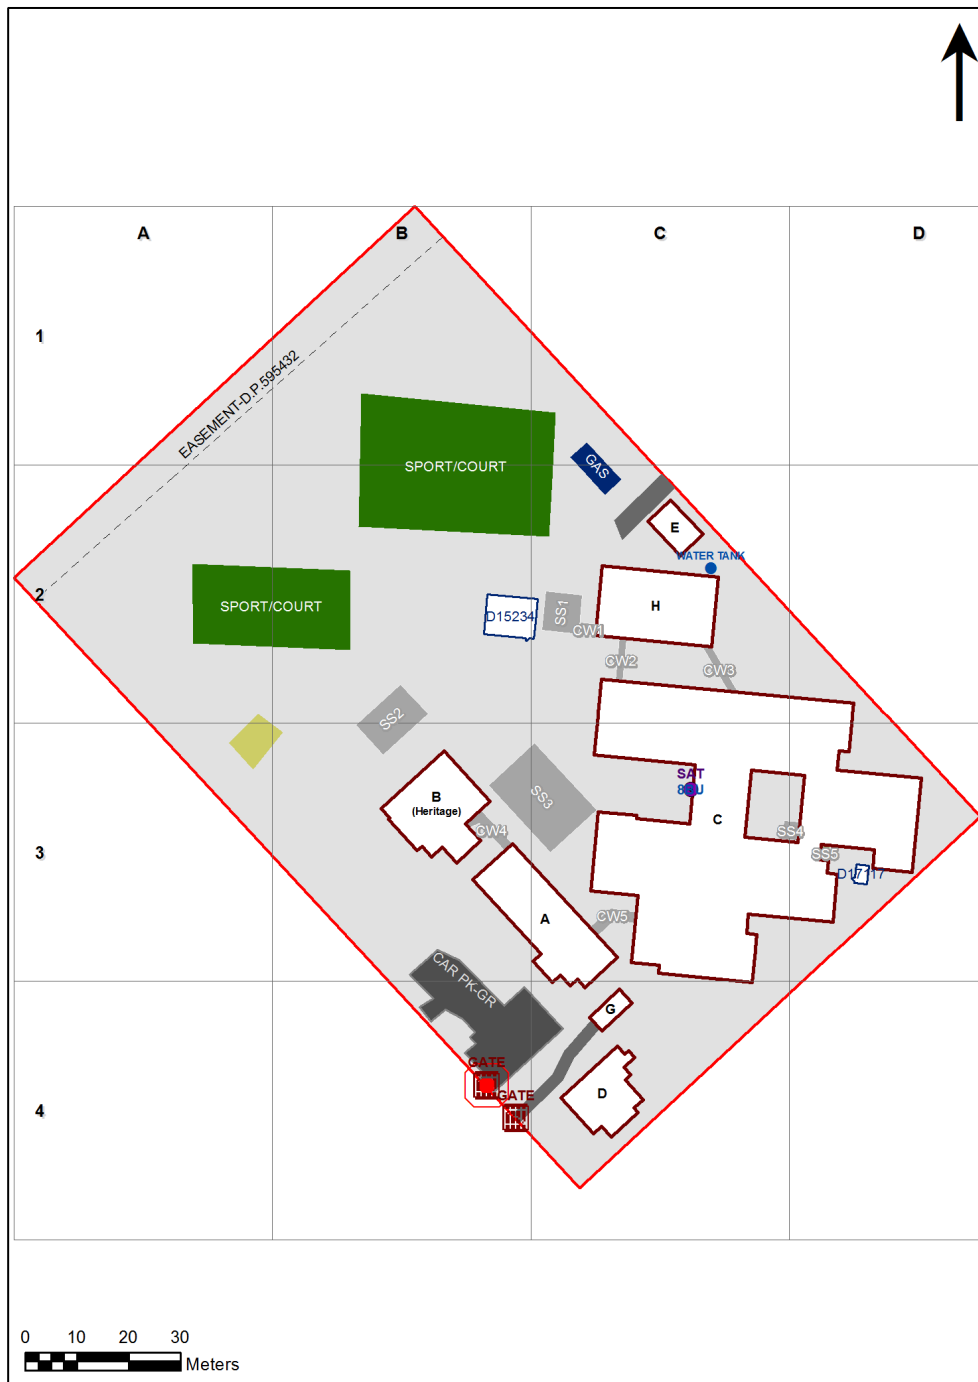 A
B
C
D
1
EASEMENT-D.P.595432
SPORT/COURT
GAS
E
WATER TANK
2
SPORT/COURT
D15234
SS1
CW1
H
CW2
CW3
SS2
SAT
SS3
B
(Heritage)
CW4
C
SS4
SS5
D17117
3
A
CW5
CAR PK-GR
G
GATE
GATE
D
4
0 10 20 30
Meters